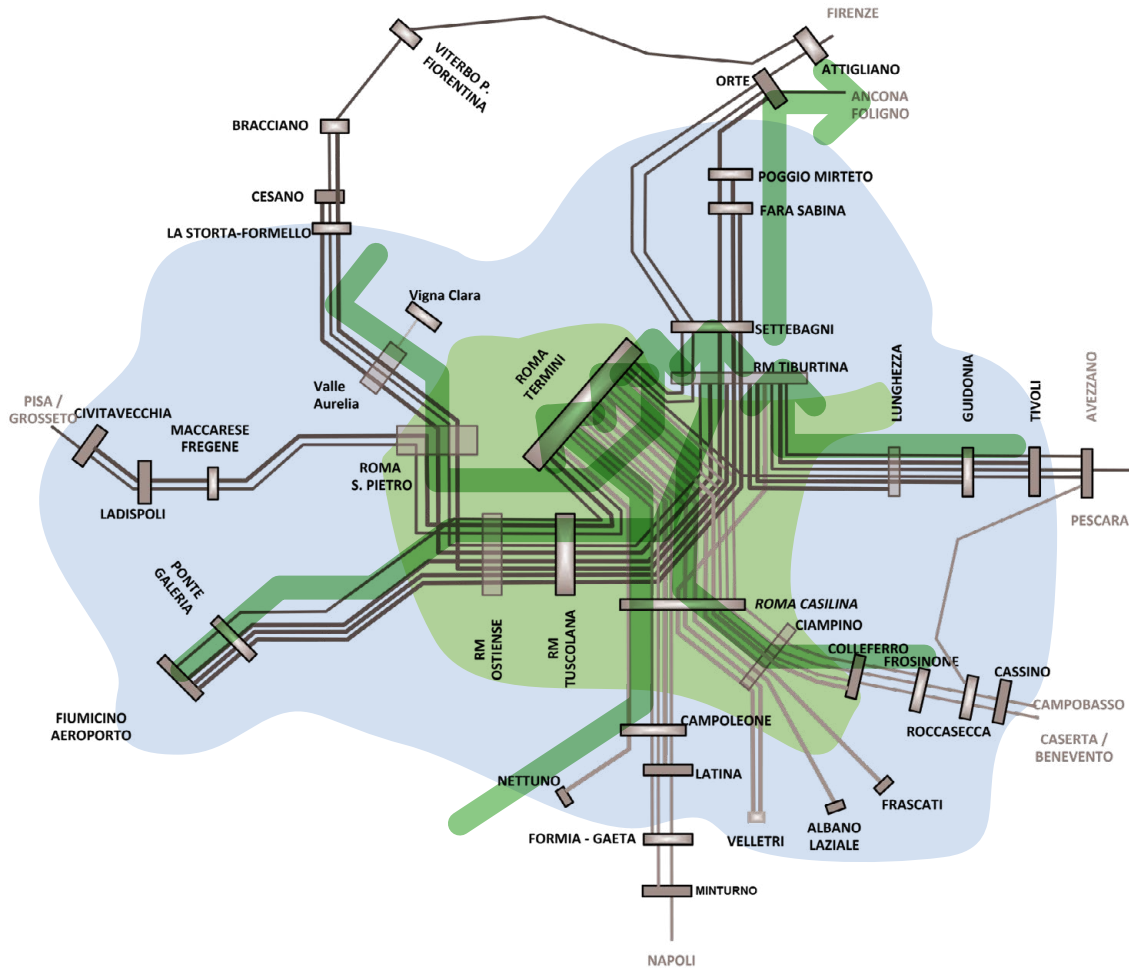 FIRENZE
VITERBO P.
FIORENTINA
ATTIGLIANO
ORTE
ANCONA
FOLIGNO
BRACCIANO
POGGIO MIRTETO
CESANO
FARA SABINA
LA STORTA-FORMELLO
Vigna Clara
SETTEBAGNI
ROMA
TERMINI
RM TIBURTINA
Valle
Aurelia
LUNGHEZZA
GUIDONIA
TIVOLI
AVEZZANO
PISA /
GROSSETO
CIVITAVECCHIA
MACCARESE
FREGENE
ROMA
S. PIETRO
LADISPOLI
PESCARA
PONTE
GALERIA
ROMA CASILINA
CIAMPINO
RM
OSTIENSE
RM
TUSCOLANA
COLLEFERRO
FROSINONE
CASSINO
CAMPOBASSO
FIUMICINO
AEROPORTO
CAMPOLEONE
ROCCASECCA
CASERTA /
BENEVENTO
LATINA
NETTUNO
FRASCATI
ALBANO
LAZIALE
VELLETRI
FORMIA - GAETA
MINTURNO
NAPOLI